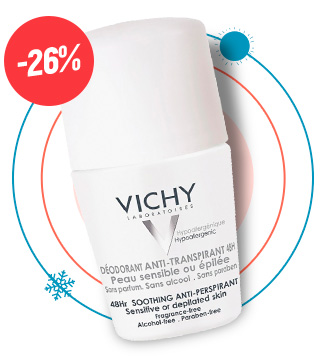 -26%
VICHY
LABORATOIRES
Hypoallergénique
Hypoallergenic
DÉODORANT ANTI-TRANSPIRANT 48H
Peau sensible ou épilée
Sans parfum. Sans alcool. Sans paraben
48Hr SOOTHING ANTI-PERSPIRANT
Sensitive or depilated skin
Fragrance-free
Alcohol-free. Paraben-free